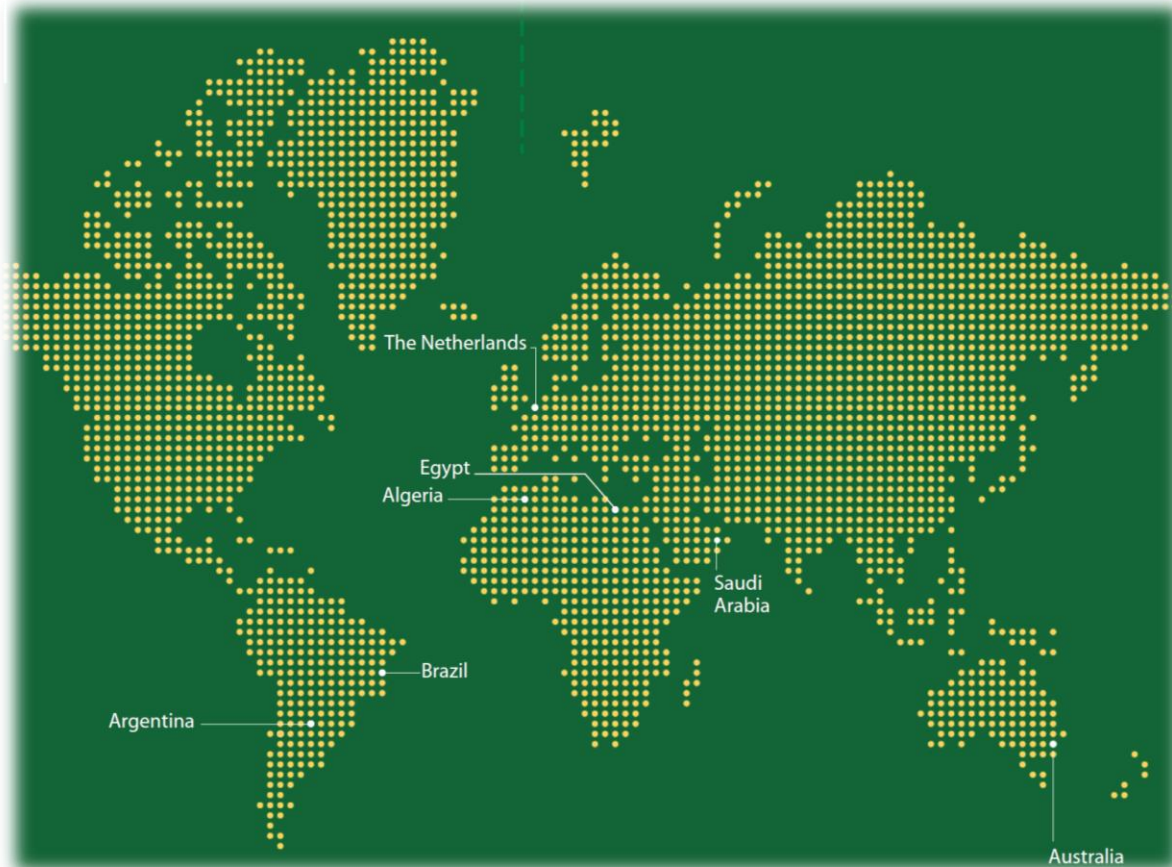 The Netherlands
Egypt
Algeria
Saudi
Arabia
Brazil
Argentina
Australia